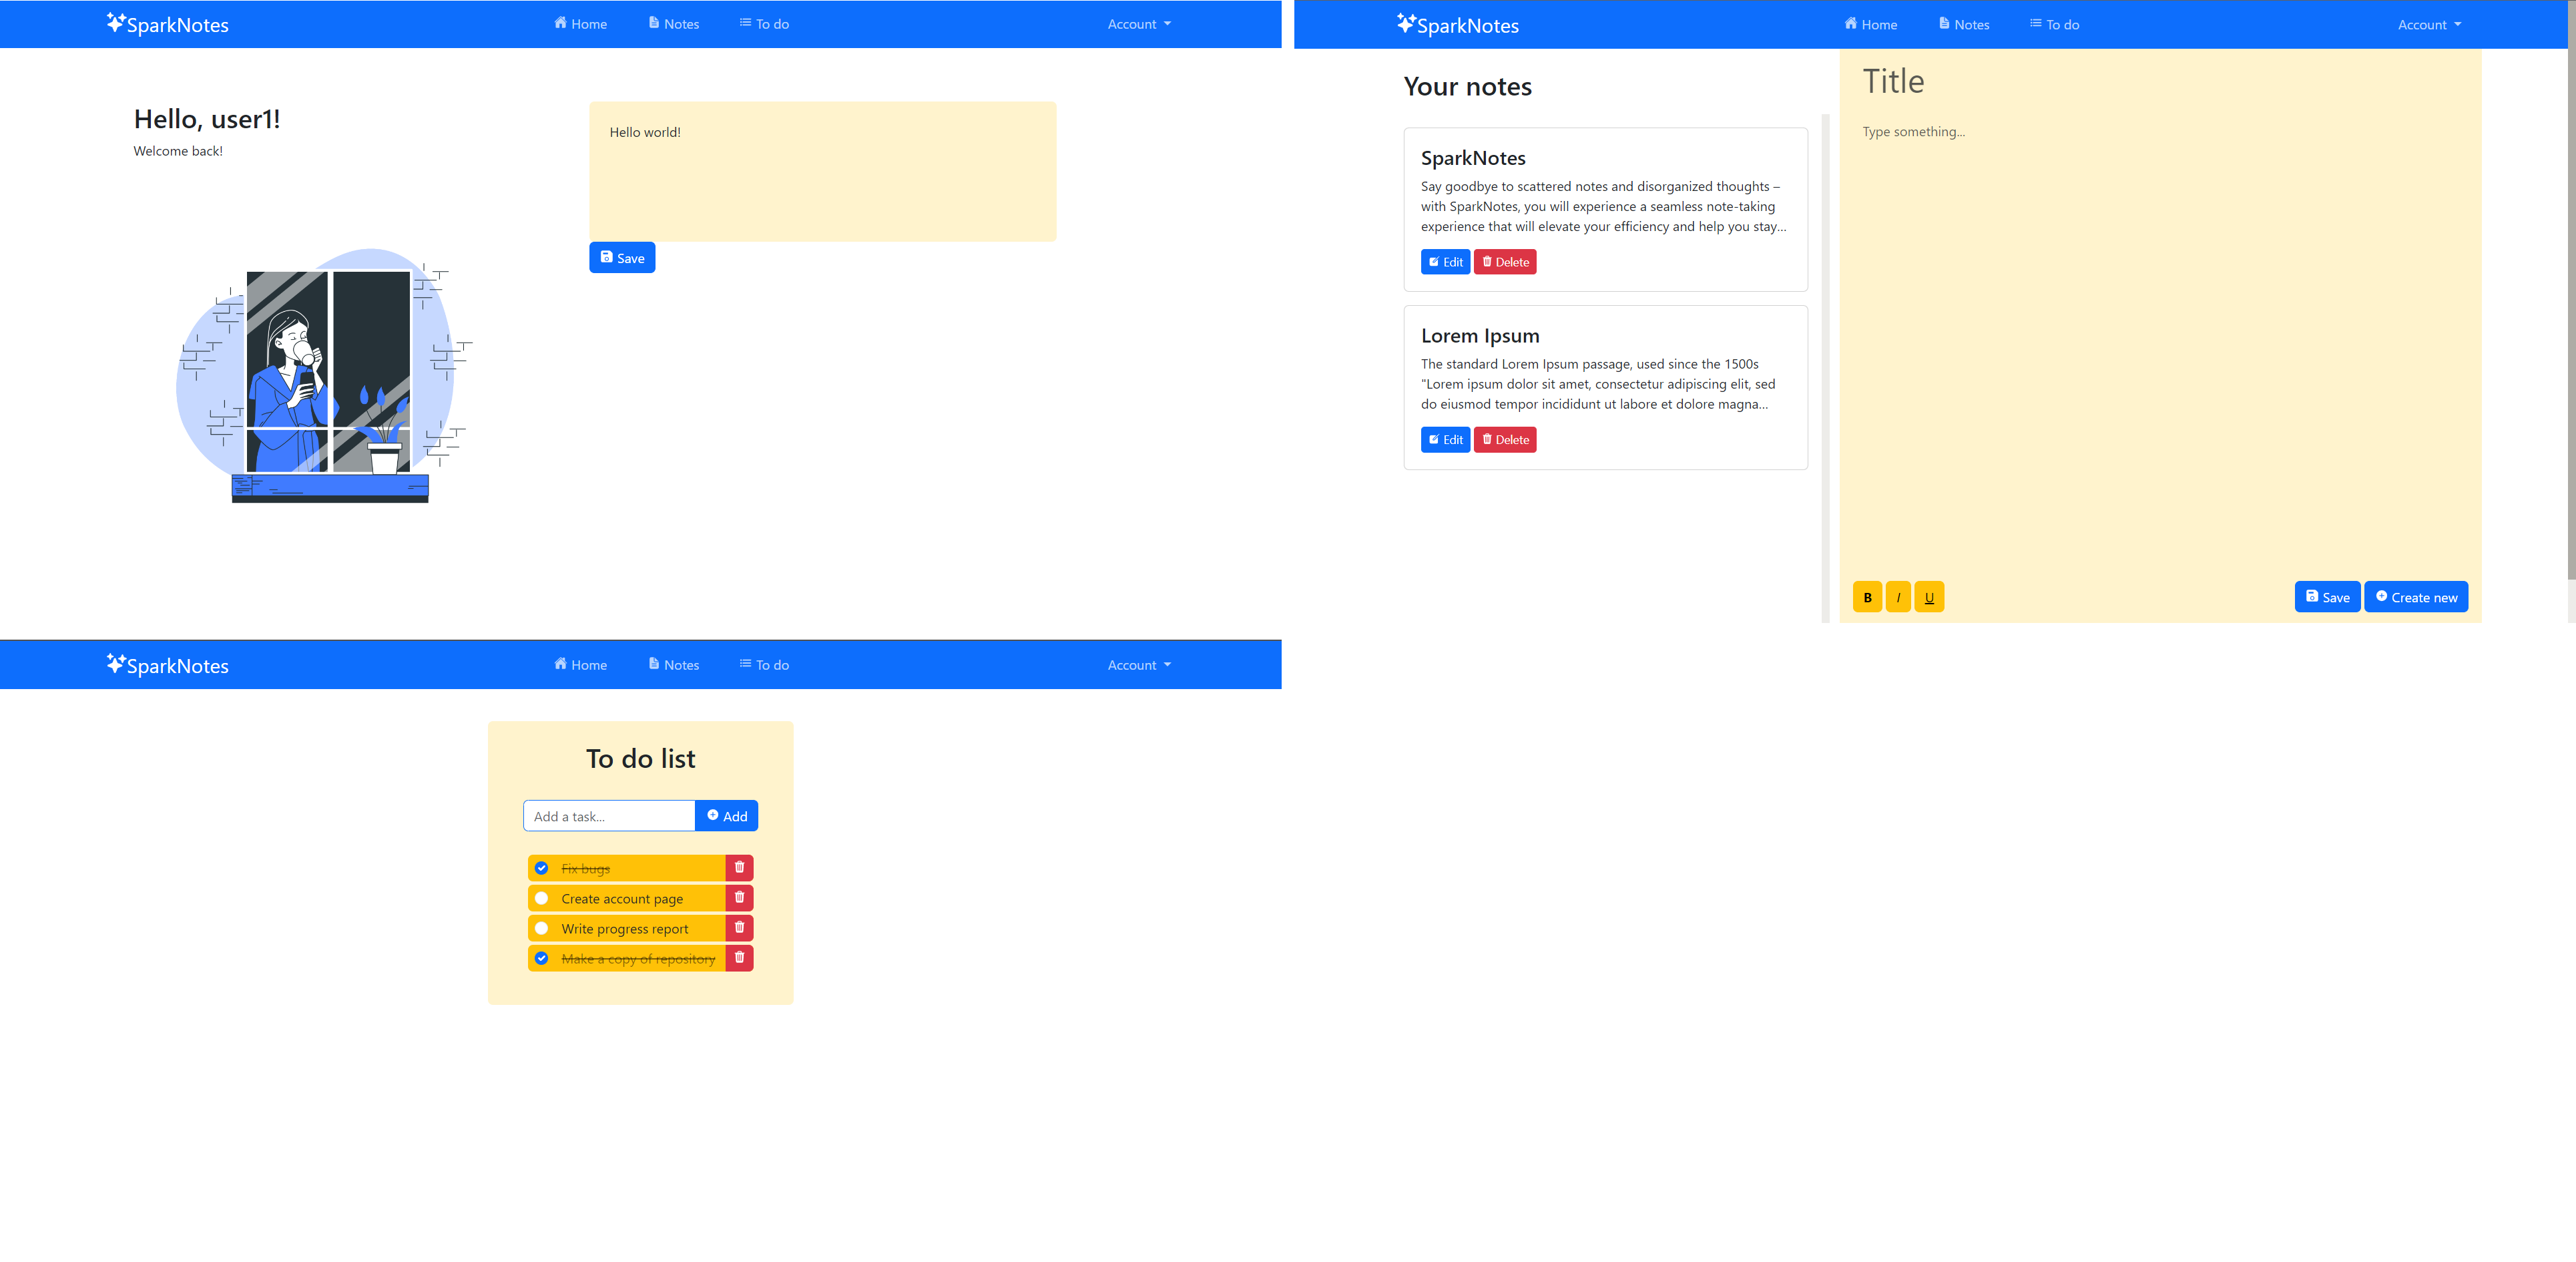 SparkNotes
Home
Notes
To do
Account
Hello, user1!
Welcome back!
Hello world!
Save
SparkNotes
Home
Notes
To do
Account
Your notes
SparkNotes
Say goodbye to scattered notes and disorganized thoughts –
with SparkNotes, you will experience a seamless note-taking
experience that will elevate your efficiency and help you stay...
Edit
Delete
Lorem Ipsum
The standard Lorem Ipsum passage, used since the 1500s
"Lorem ipsum dolor sit amet, consectetur adipiscing elit, sed
do eiusmod tempor incididunt ut labore et dolore magna...
Edit
Delete
Title
Type something...
B
I
U
Save
Create new
SparkNotes
Home
Notes
To do
Account
To do list
Add a task...
Add
Fix bugs
Create account page
Write progress report
Make a copy of repository